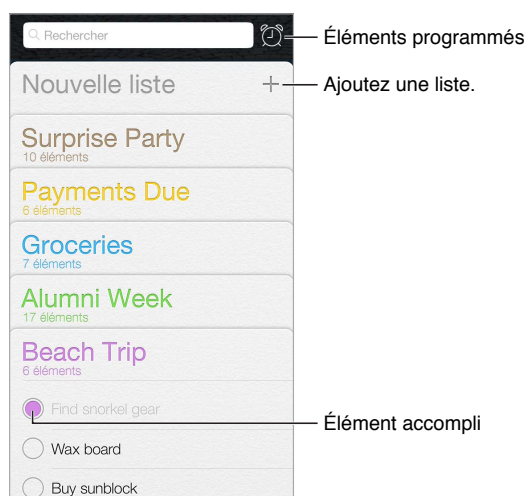 Rechercher
Éléments programmés
Nouvelle liste
Ajoutez une liste.
Surprise Party
10 éléments
Payments Due
6 éléments
Groceries
7 éléments
Alumni Week
17 éléments
Beach Trip
6 éléments
Find snorkel gear
Élément accompli
Wax board
Buy sunblock